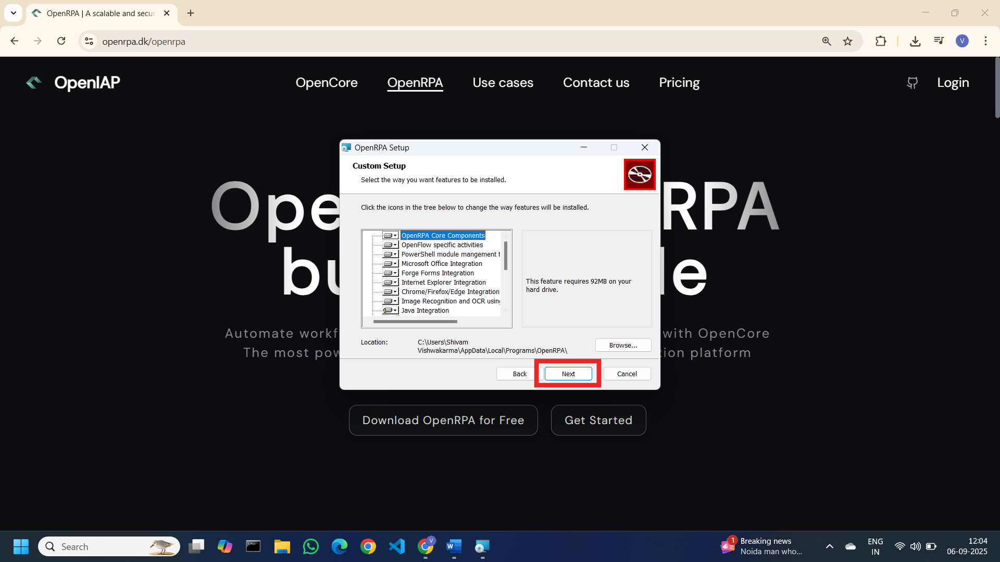 OpenRPA | A scalable and secur
openrpa.dk/openrpa
V
OpenIAP
OpenCore
OpenRPA
Use cases
Contact us
Pricing
Login
OpenRPA Setup
Custom Setup
Select the way you want features to be installed.
Click the icons in the tree below to change the way features will be installed.
OpenRPA Core Components
OpenFlow specific activities
PowerShell module mangement t
Microsoft Office Integration
Forge Forms Integration
Internet Explorer Integration
Chrome/Firefox/Edge Integration
Image Recognition and OCR using
Java Integration
This feature requires 92MB on your
hard drive.
Location:
C:\Users\Shivam
Vishwakarma\AppData\Local\Programs\OpenRPA\
Browse...
Back
Next
Cancel
Ope
RPA
bu
le
Automate workf
with OpenCore
The most pow
tion platform
Download OpenRPA for Free
Get Started
Search
V
1
Breaking news
Noida man who...
ENG
IN
12:04
06-09-2025